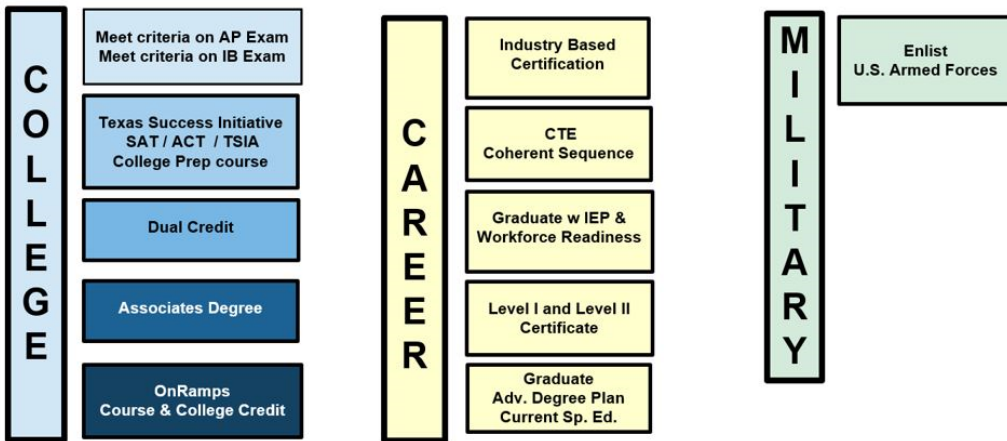 COLLEGE
Meet criteria on AP Exam
Meet criteria on IB Exam
Texas Success Initiative
SAT / ACT / TSIA
College Prep course
Dual Credit
Associates Degree
OnRamps
Course & College Credit
CAREER
Industry Based
Certification
CTE
Coherent Sequence
Graduate w IEP &
Workforce Readiness
Level I and Level II
Certificate
Graduate
Adv. Degree Plan
Current Sp. Ed.
MILITARY
Enlist
U.S. Armed Forces